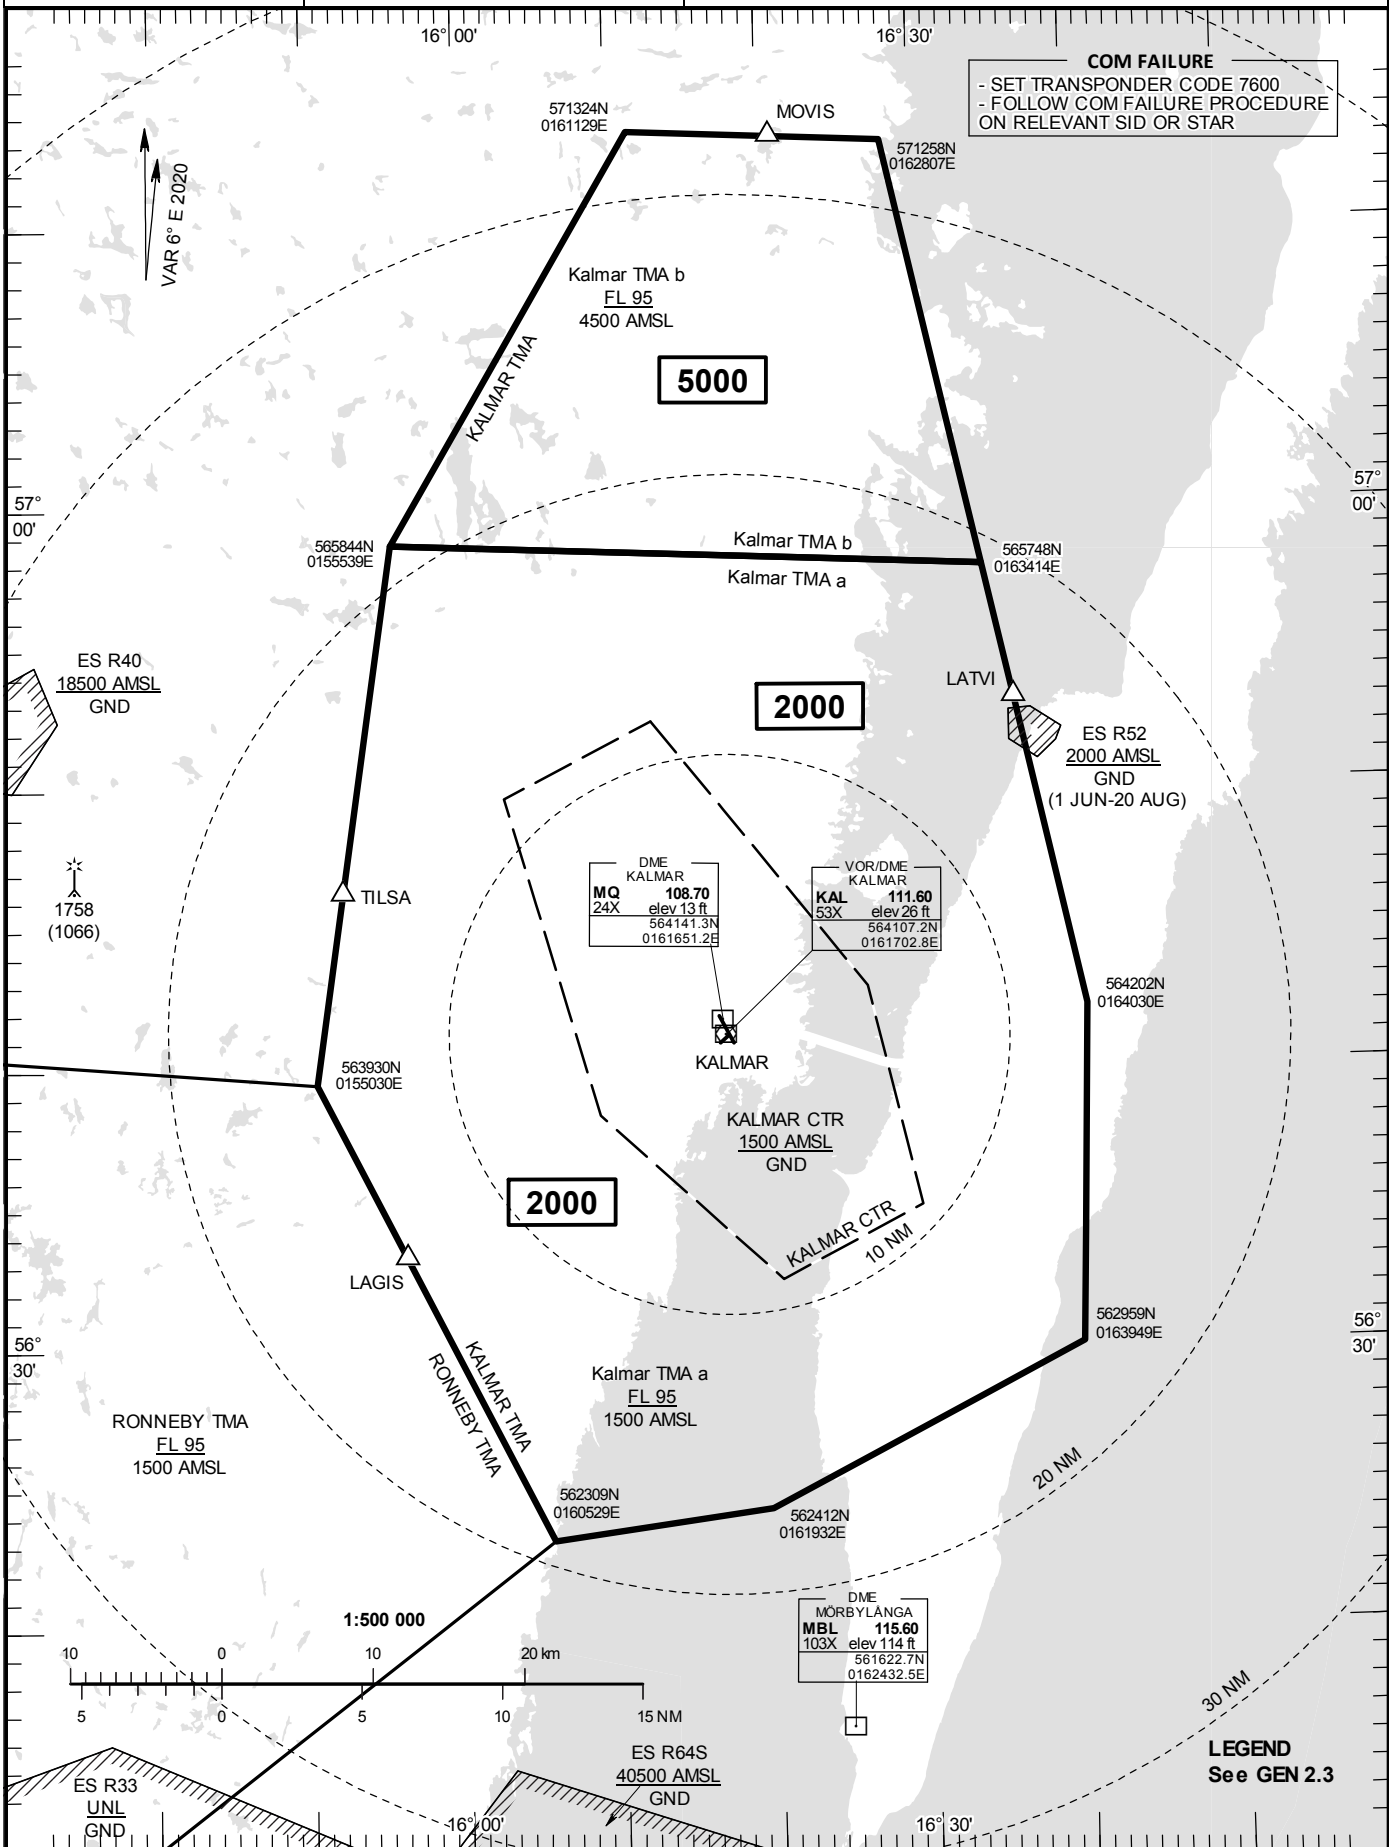 16° 00'
16° 30'
COM FAILURE
- SET TRANSPONDER CODE 7600
- FOLLOW COM FAILURE PROCEDURE
ON RELEVANT SID OR STAR
571324N
0161129E
MOVIS
571258N
0162807E
VAR 6° E 2020
Kalmar TMA b
FL 95
4500 AMSL
KALMAR TMA
5000
57°
00'
57°
00'
565844N
0155539E
Kalmar TMA b
Kalmar TMA a
565748N
0163414E
ES R40
18500 AMSL
GND
LATVI
2000
ES R52
2000 AMSL
GND
(1 JUN-20 AUG)
1758
(1066)
TILSA
DME
KALMAR
MQ 108.70
24X elev 13 ft
564141.3N
0161651.2E
VOR/DME
KALMAR
KAL 111.60
53X elev 26 ft
564107.2N
0161702.8E
564202N
0164030E
KALMAR
563930N
0155030E
KALMAR CTR
1500 AMSL
GND
2000
KALMAR CTR
10 NM
LAGIS
562959N
0163949E
56°
30'
56°
30'
KALMAR TMA
RONNEBY TMA
Kalmar TMA a
FL 95
1500 AMSL
RONNEBY TMA
FL 95
1500 AMSL
20 NM
562309N
0160529E
562412N
0161932E
1:500 000
10 0 10 20 km
5 0 5 10 15 NM
DME
MÖRBYLÅNGA
MBL 115.60
103X elev 114 ft
561622.7N
0162432.5E
30 NM
LEGEND
See GEN 2.3
ES R64S
40500 AMSL
GND
ES R33
UNL
GND
16° 00'
16° 30'